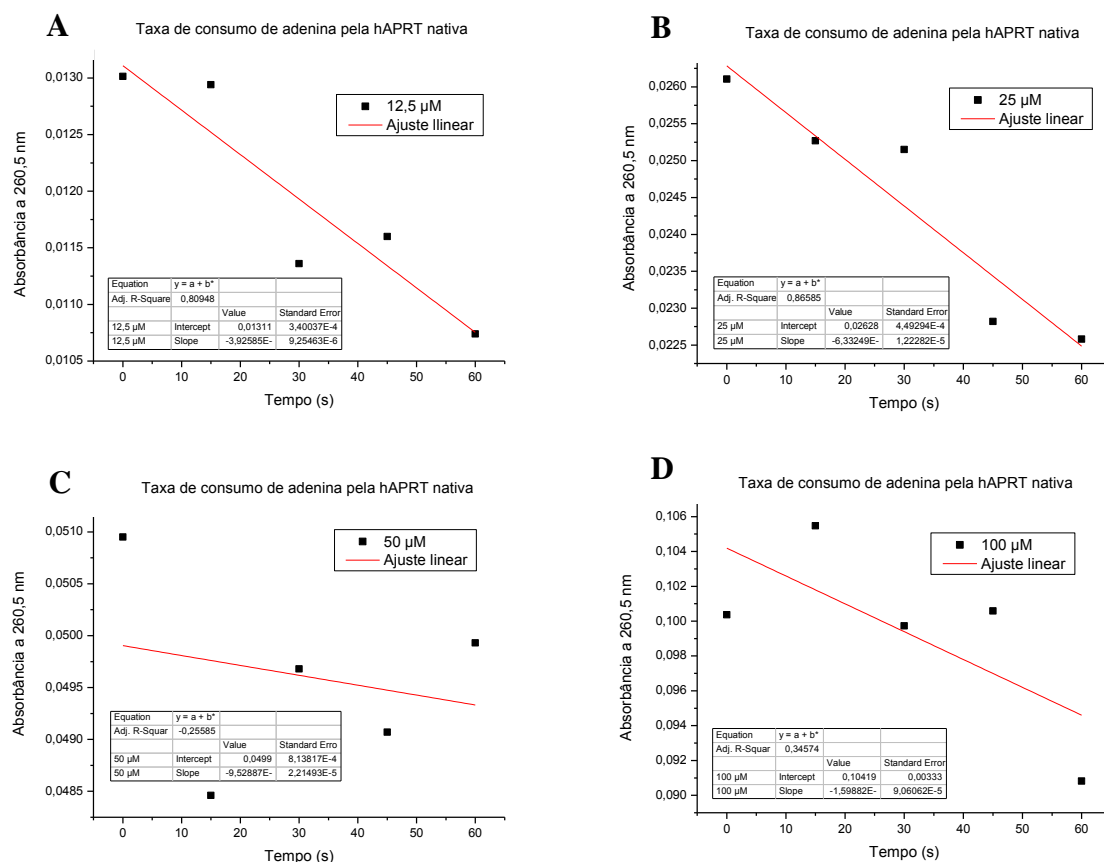 A
Taxa de consumo de adenina pela hAPRT nativa
12,5 µM
Ajuste llinear
Absorbância a 260,5 nm
0,0130
0,0125
0,0120
0,0115
0,0110
0,0105
Equation y = a + b*
Adj. R-Square 0,80948
Value Standard Error
12,5 µM Intercept 0,01311 3,40037E-4
12,5 µM Slope -3,92585E- 9,25463E-6
0 10 20 30 40 50 60
Tempo (s)
B
Taxa de consumo de adenina pela hAPRT nativa
25 µM
Ajuste linear
Absorbância a 260,5 nm
0,0260
0,0255
0,0250
0,0245
0,0240
0,0235
0,0230
0,0225
Equation y = a + b*
Adj. R-Square 0,86585
Value Standard Error
25 µM Intercept 0,02628 4,49294E-4
25 µM Slope -6,33249E- 1,22282E-5
0 10 20 30 40 50 60
Tempo (s)
C
Taxa de consumo de adenina pela hAPRT nativa
50 µM
Ajuste linear
Absorbância a 260,5 nm
0,0510
0,0505
0,0500
0,0495
0,0490
0,0485
Equation y = a + b*
Adj. R-Squar -0,25585
Value Standard Erro
50 µM Intercept 0,0499 8,13817E-4
50 µM Slope -9,52887E- 2,21493E-5
0 10 20 30 40 50 60
Tempo (s)
D
Taxa de consumo de adenina pela hAPRT nativa
100 µM
Ajuste linear
Absorbância a 260,5 nm
0,106
0,104
0,102
0,100
0,098
0,096
0,094
0,092
0,090
Equation y = a + b*
Adj. R-Squar 0,34574
Value Standard Error
100 µM Intercept 0,10419 0,00333
100 µM Slope -1,59882E- 9,06062E-5
0 10 20 30 40 50 60
Tempo (s)